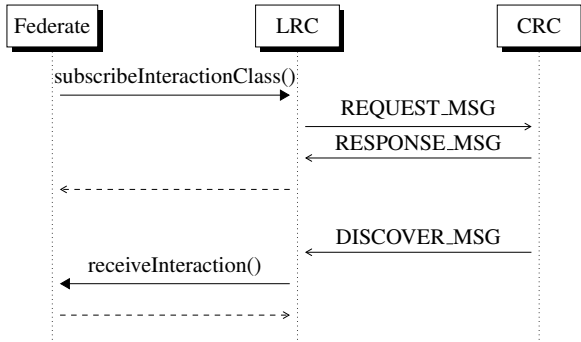 Federate LRC CRC
subscribeInteractionClass()
REQUEST_MSG
RESPONSE_MSG
DISCOVER_MSG
receiveInteraction()